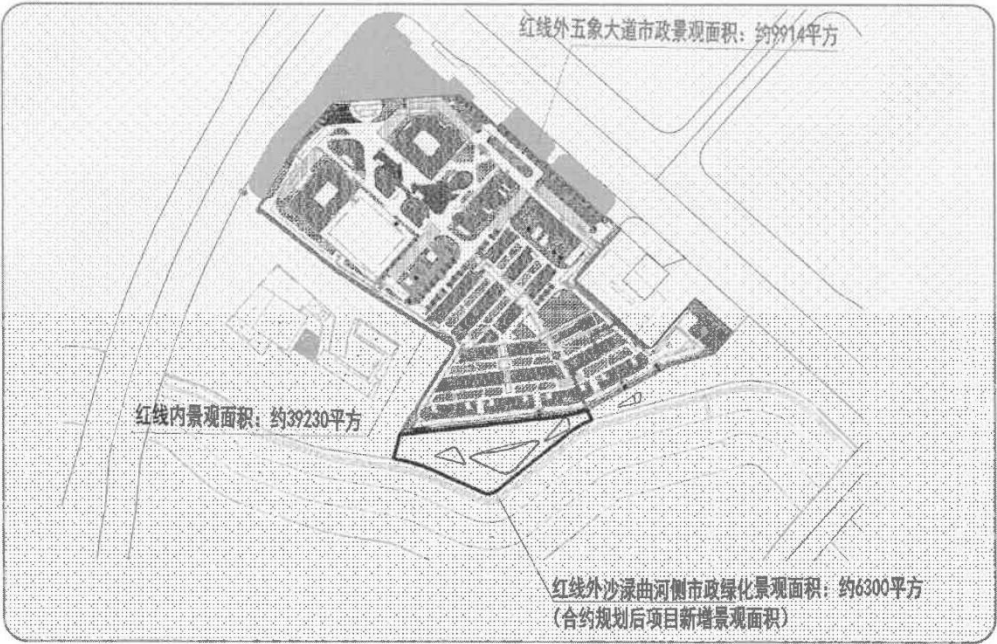 红线外五象大道市政景观面积：约9914平方
红线内景观面积：约39230平方
红线外沙渌曲河侧市政绿化景观面积：约6300平方
（合约规划后项目新增景观面积）